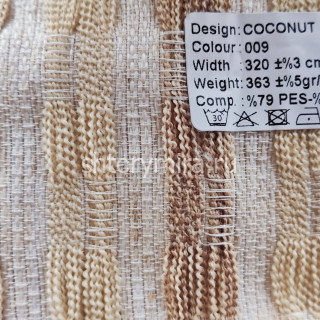 Design: COCONUT
Colour : 009
Width : 320 ±%3 cm
Weight: 363 ±%5gr/
Comp. : %79 PES-%
30